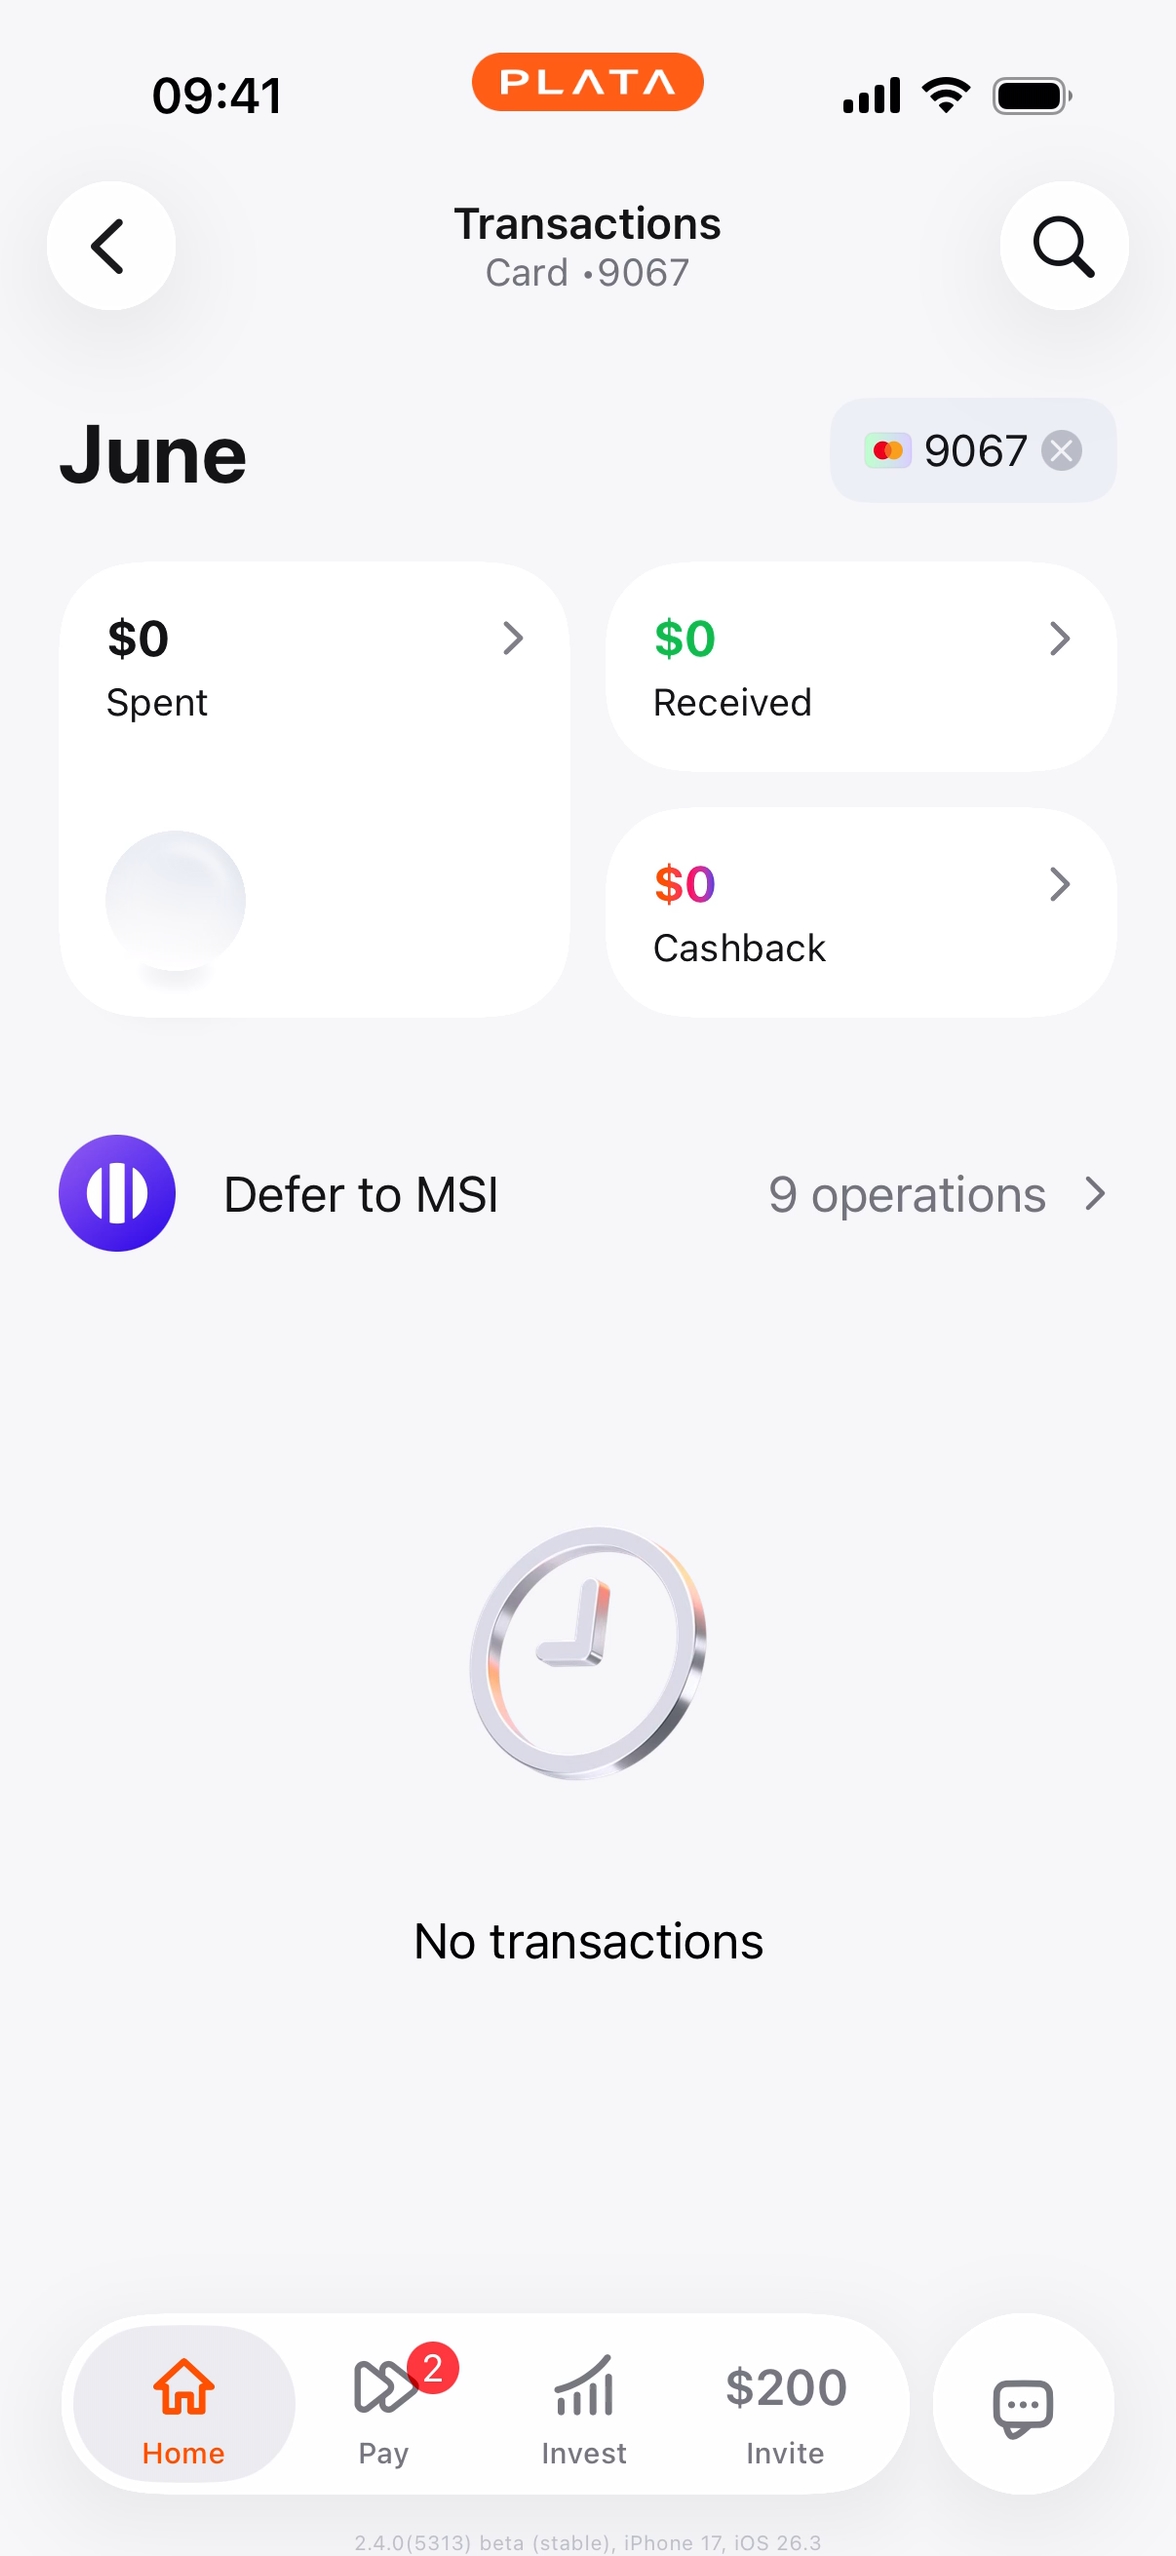 09:41
PLATA
Transactions
Card •9067
June
9067
$0
Spent
$0
Received
$0
Cashback
Defer to MSI
9 operations
No transactions
Home
2
Pay
Invest
$200
Invite
2.4.0(5313) beta (stable), iPhone 17, iOS 26.3